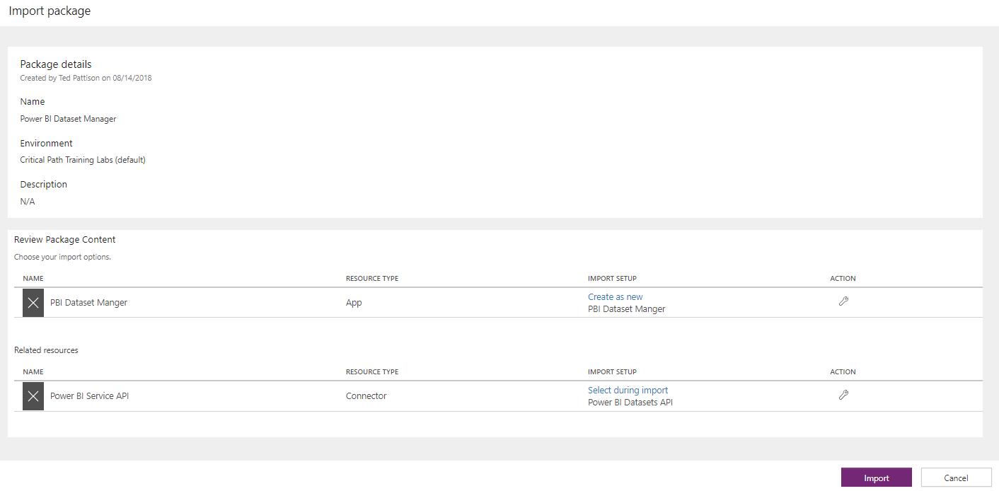 Import package
Package details
Created by Ted Pattison on 08/14/2018
Name
Power BI Dataset Manager
Environment
Critical Path Training Labs (default)
Description
N/A
Review Package Content
Choose your import options.
NAME RESOURCE TYPE IMPORT SETUP ACTION
PBI Dataset Manger App Create as new
PBI Dataset Manger
Related resources
NAME RESOURCE TYPE IMPORT SETUP ACTION
Power BI Service API Connector Select during import
Power BI Datasets API
Import Cancel